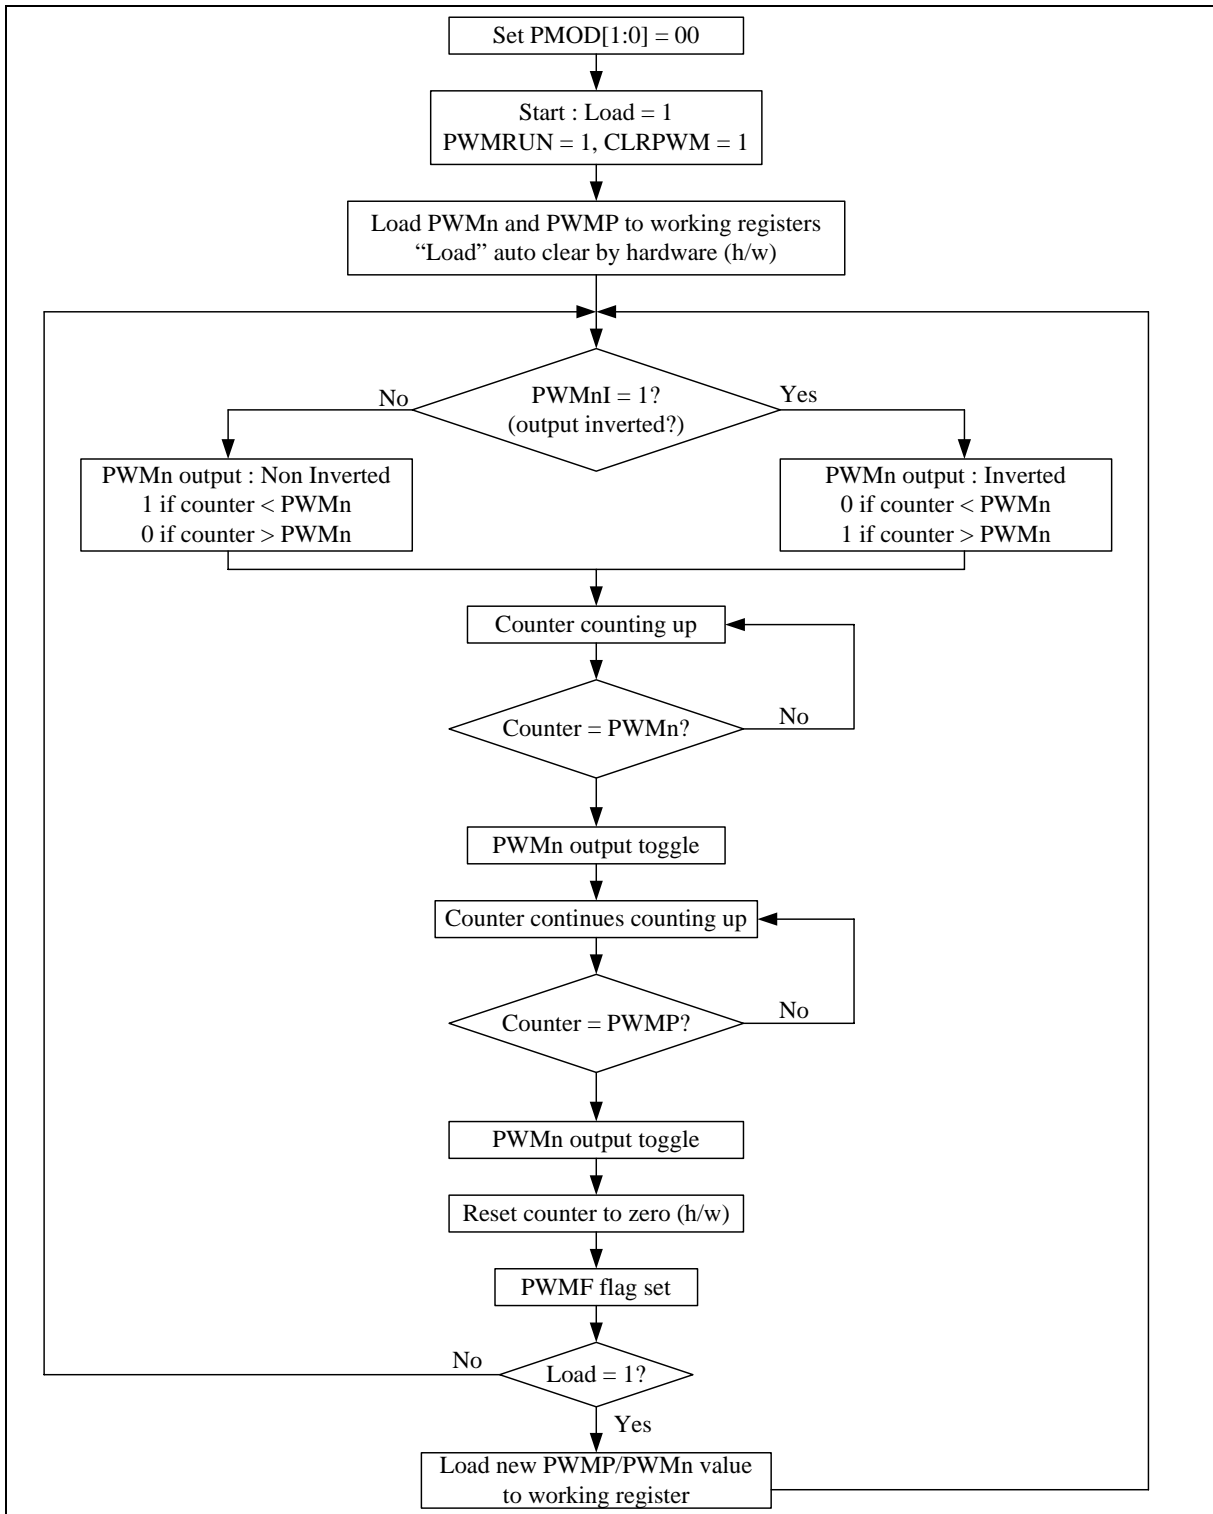 Set PMOD[1:0] = 00
Start : Load = 1
PWMRUN = 1, CLRPWM = 1
Load PWMn and PWMP to working registers
“Load” auto clear by hardware (h/w)
PWMnI = 1?
(output inverted?)
No
Yes
PWMn output : Non Inverted
1 if counter < PWMn
0 if counter > PWMn
PWMn output : Inverted
0 if counter < PWMn
1 if counter > PWMn
Counter counting up
Counter = PWMn?
No
PWMn output toggle
Counter continues counting up
Counter = PWMP?
No
PWMn output toggle
Reset counter to zero (h/w)
PWMF flag set
Load = 1?
No
Yes
Load new PWMP/PWMn value
to working register